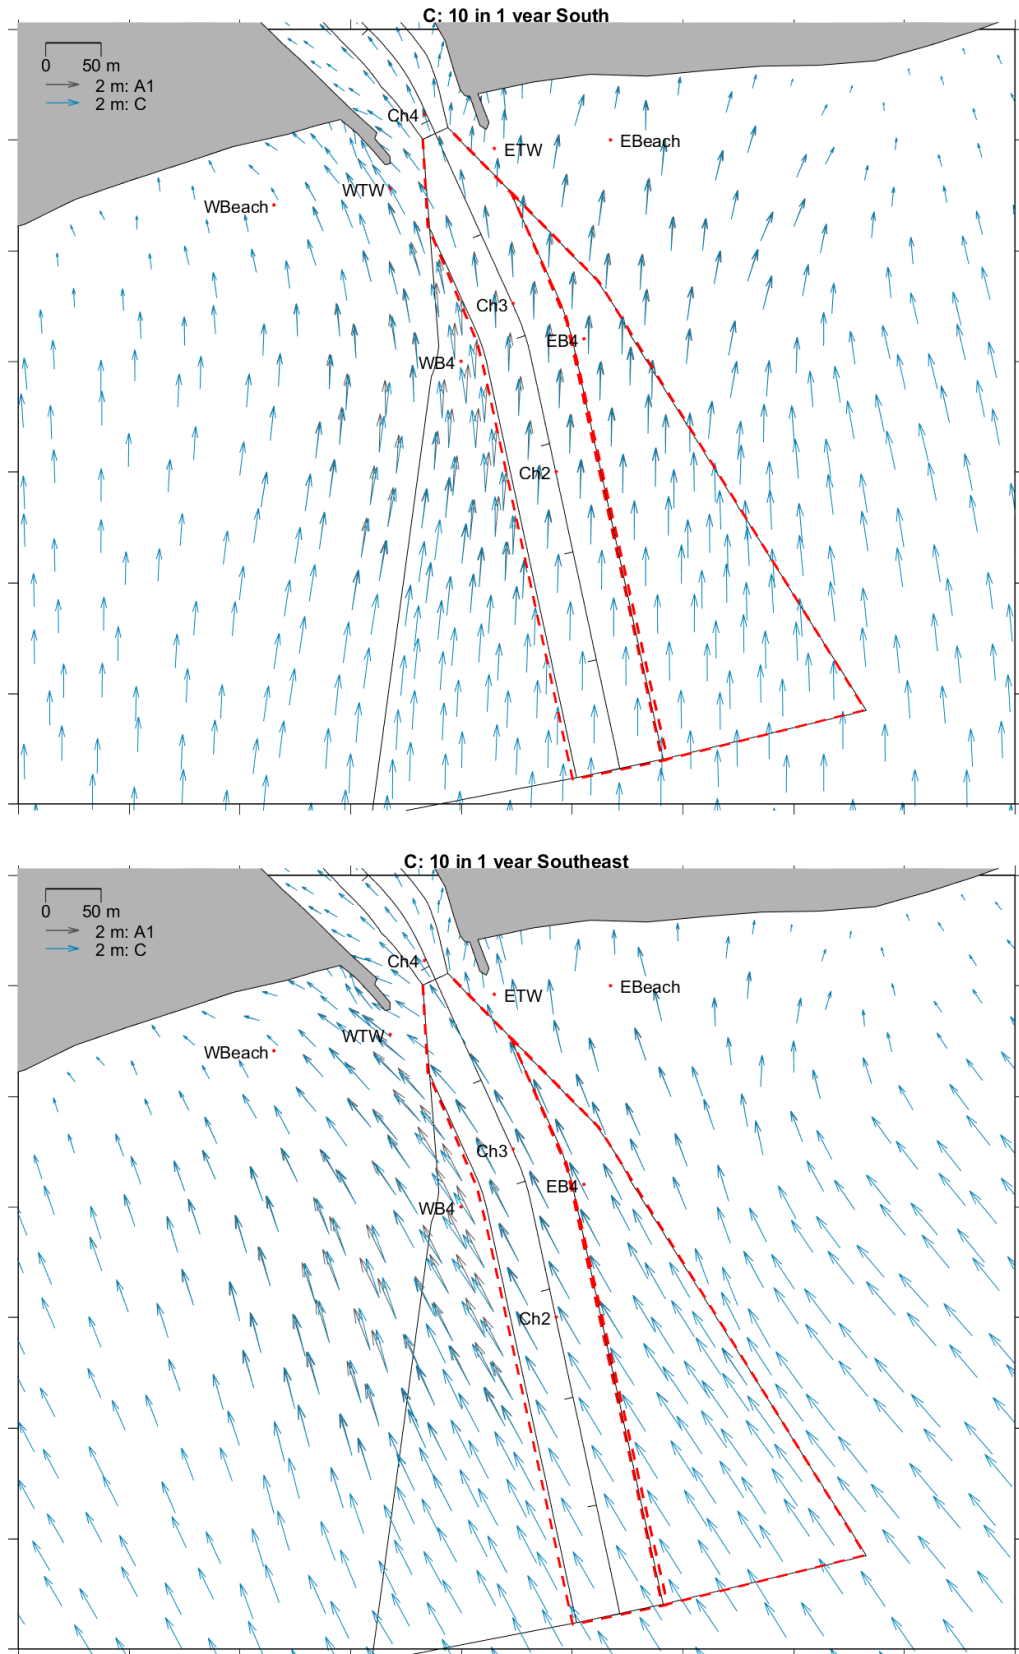 C: 10 in 1 year South
0 50 m
2 m: A1
2 m: C
Ch4
ETW
EBeach
WTW
WBeach
Ch3
EB4
WB4
Ch2
C: 10 in 1 year Southeast
0 50 m
2 m: A1
2 m: C
Ch4
EBeach
ETW
WTW
WBeach
Ch3
EB4
WB4
Ch2